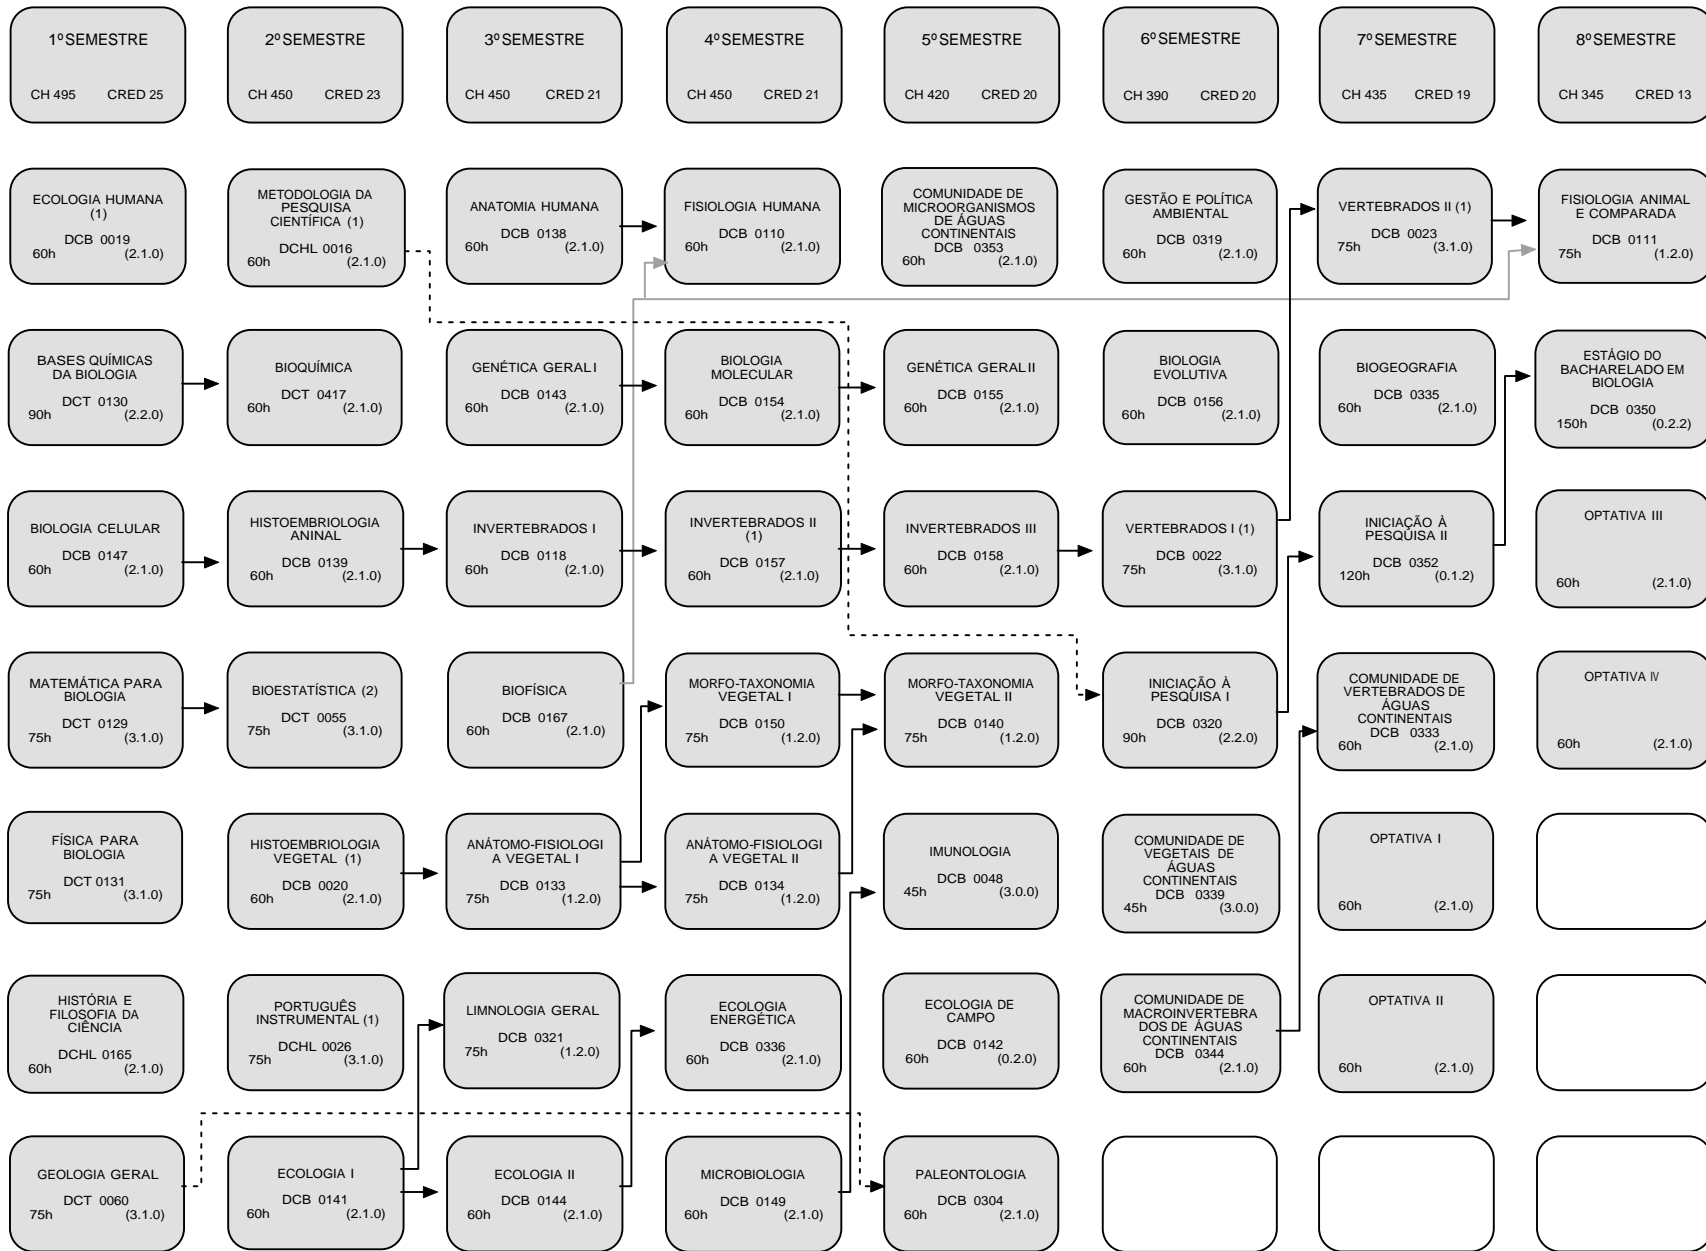 1º SEMESTRE
CH 495 CRED 25
2º SEMESTRE
CH 450 CRED 23
3º SEMESTRE
CH 450 CRED 21
4º SEMESTRE
CH 450 CRED 21
5º SEMESTRE
CH 420 CRED 20
6º SEMESTRE
CH 390 CRED 20
7º SEMESTRE
CH 435 CRED 19
8º SEMESTRE
CH 345 CRED 13
ECOLOGIA HUMANA
(1)
DCB 0019
60h (2.1.0)
METODOLOGIA DA
PESQUISA
CIENTÍFICA (1)
DCHL 0016
60h (2.1.0)
ANATOMIA HUMANA
DCB 0138
60h (2.1.0)
FISIOLOGIA HUMANA
DCB 0110
60h (2.1.0)
COMUNIDADE DE
MICROORGANISMOS
DE ÁGUAS
CONTINENTAIS
DCB 0353
60h (2.1.0)
GESTÃO E POLÍTICA
AMBIENTAL
DCB 0319
60h (2.1.0)
VERTEBRADOS II (1)
DCB 0023
75h (3.1.0)
FISIOLOGIA ANIMAL
E COMPARADA
DCB 0111
75h (1.2.0)
BASES QUÍMICAS
DA BIOLOGIA
DCT 0130
90h (2.2.0)
BIOQUÍMICA
DCT 0417
60h (2.1.0)
GENÉTICA GERAL I
DCB 0143
60h (2.1.0)
BIOLOGIA
MOLECULAR
DCB 0154
60h (2.1.0)
GENÉTICA GERAL II
DCB 0155
60h (2.1.0)
BIOLOGIA
EVOLUTIVA
DCB 0156
60h (2.1.0)
BIOGEOGRAFIA
DCB 0335
60h (2.1.0)
ESTÁGIO DO
BACHARELADO EM
BIOLOGIA
DCB 0350
150h (0.2.2)
BIOLOGIA CELULAR
DCB 0147
60h (2.1.0)
HISTOEMBRIOLOGIA
ANINAL
DCB 0139
60h (2.1.0)
INVERTEBRADOS I
DCB 0118
60h (2.1.0)
INVERTEBRADOS II
(1)
DCB 0157
60h (2.1.0)
INVERTEBRADOS III
DCB 0158
60h (2.1.0)
VERTEBRADOS I (1)
DCB 0022
75h (3.1.0)
INICIAÇÃO À
PESQUISA II
DCB 0352
120h (0.1.2)
OPTATIVA III
60h (2.1.0)
MATEMÁTICA PARA
BIOLOGIA
DCT 0129
75h (3.1.0)
BIOESTATÍSTICA (2)
DCT 0055
75h (3.1.0)
BIOFÍSICA
DCB 0167
60h (2.1.0)
MORFO-TAXONOMIA
VEGETAL I
DCB 0150
75h (1.2.0)
MORFO-TAXONOMIA
VEGETAL II
DCB 0140
75h (1.2.0)
INICIAÇÃO À
PESQUISA I
DCB 0320
90h (2.2.0)
COMUNIDADE DE
VERTEBRADOS DE
ÁGUAS
CONTINENTAIS
DCB 0333
60h (2.1.0)
OPTATIVA IV
60h (2.1.0)
FÍSICA PARA
BIOLOGIA
DCT 0131
75h (3.1.0)
HISTOEMBRIOLOGIA
VEGETAL (1)
DCB 0020
60h (2.1.0)
ANÁTOMO-FISIOLOGI
A VEGETAL I
DCB 0133
75h (1.2.0)
ANÁTOMO-FISIOLOGI
A VEGETAL II
DCB 0134
75h (1.2.0)
IMUNOLOGIA
DCB 0048
45h (3.0.0)
COMUNIDADE DE
VEGETAIS DE
ÁGUAS
CONTINENTAIS
DCB 0339
45h (3.0.0)
OPTATIVA I
60h (2.1.0)
HISTÓRIA E
FILOSOFIA DA
CIÊNCIA
DCHL 0165
60h (2.1.0)
PORTUGUÊS
INSTRUMENTAL (1)
DCHL 0026
75h (3.1.0)
LIMNOLOGIA GERAL
DCB 0321
75h (1.2.0)
ECOLOGIA
ENERGÉTICA
DCB 0336
60h (2.1.0)
ECOLOGIA DE
CAMPO
DCB 0142
60h (0.2.0)
COMUNIDADE DE
MACROINVERTEBRA
DOS DE ÁGUAS
CONTINENTAIS
DCB 0344
60h (2.1.0)
OPTATIVA II
60h (2.1.0)
GEOLOGIA GERAL
DCT 0060
75h (3.1.0)
ECOLOGIA I
DCB 0141
60h (2.1.0)
ECOLOGIA II
DCB 0144
60h (2.1.0)
MICROBIOLOGIA
DCB 0149
60h (2.1.0)
PALEONTOLOGIA
DCB 0304
60h (2.1.0)